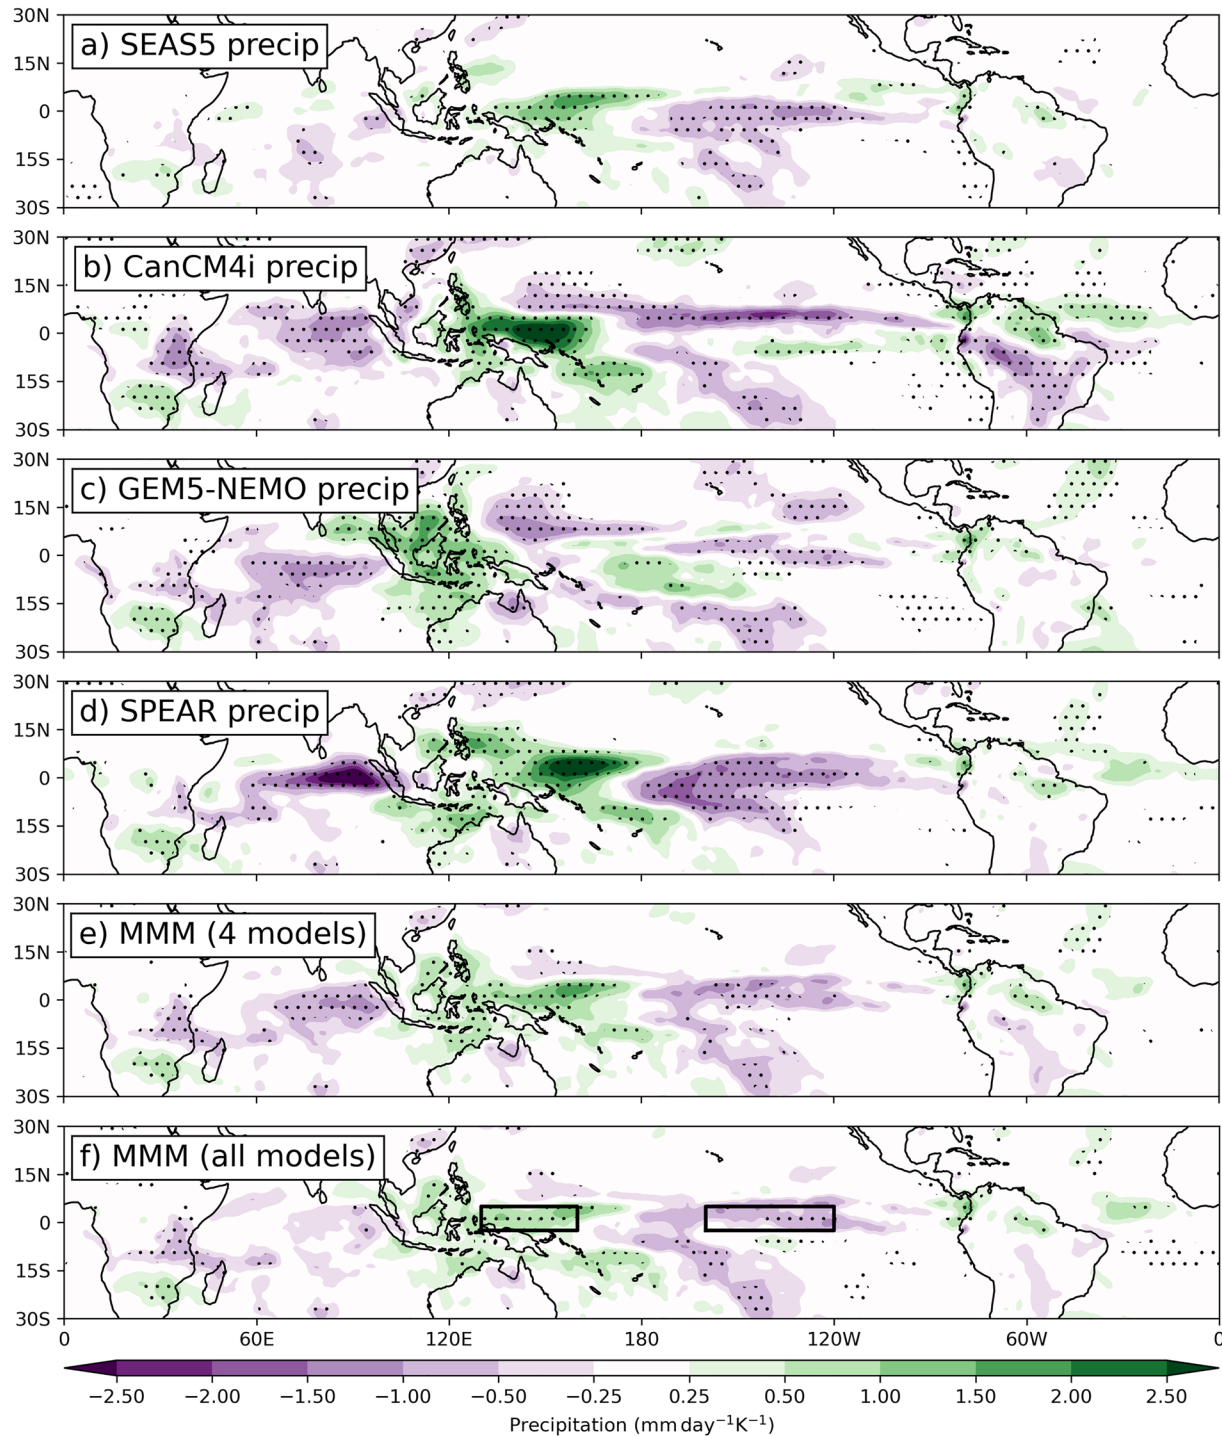 30N
a) SEAS5 precip
15N
0
15S
30S
30N
b) CanCM4i precip
15N
0
15S
30S
30N
c) GEM5-NEMO precip
15N
0
15S
30S
30N
d) SPEAR precip
15N
0
15S
30S
30N
e) MMM (4 models)
15N
0
15S
30S
30N
f) MMM (all models)
15N
0
15S
30S
0 60E 120E 180 120W 60W 0
−2.50 −2.00 −1.50 −1.00 −0.50 −0.25 0.25 0.50 1.00 1.50 2.00 2.50
Precipitation (mm day⁻¹K⁻¹)